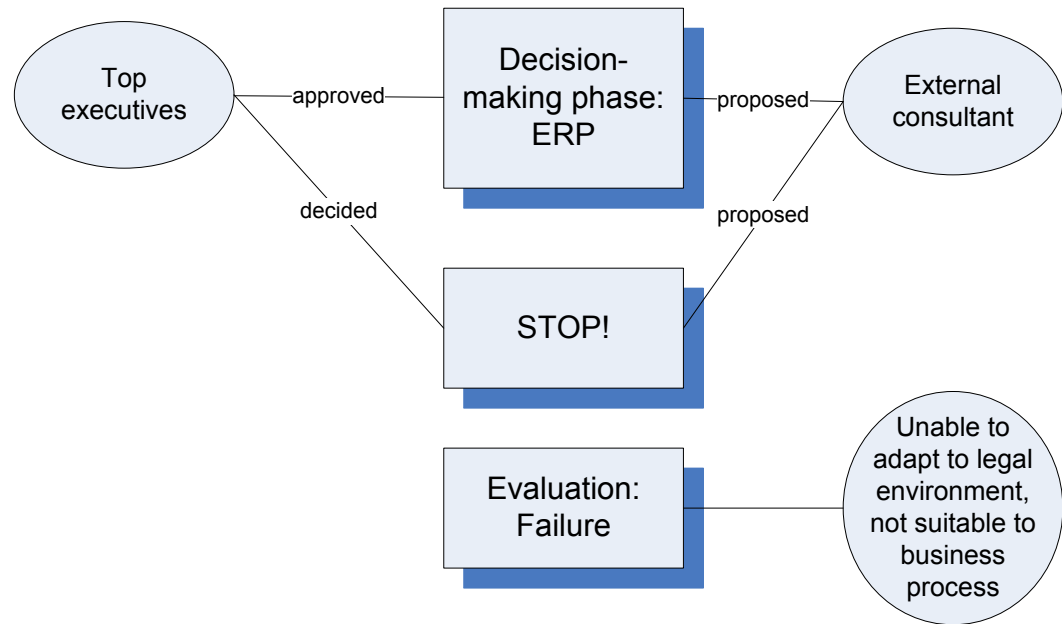 Top
executives
approved
Decision-
making phase:
ERP
proposed
External
consultant
decided
proposed
STOP!
Evaluation:
Failure
Unable to
adapt to legal
environment,
not suitable to
business
process